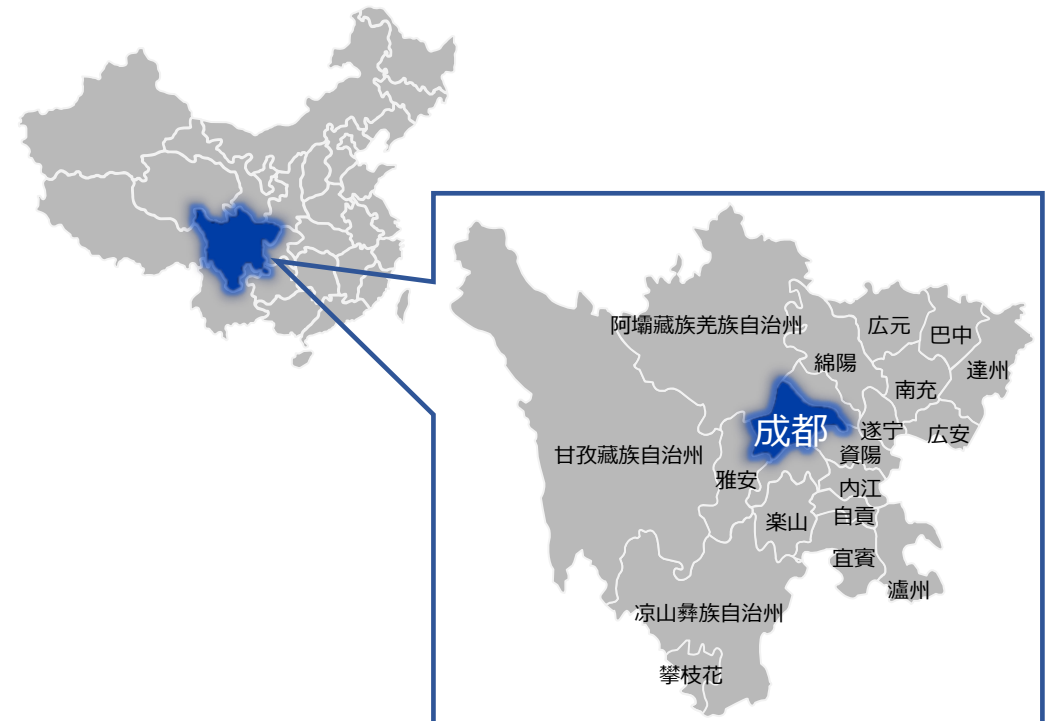 阿壩藏族羌族自治州
広元
巴中
綿陽
達州
南充
成都
遂宁
広安
甘孜藏族自治州
資陽
雅安
内江
楽山
自貢
宜賓
瀘州
凉山彝族自治州
攀枝花